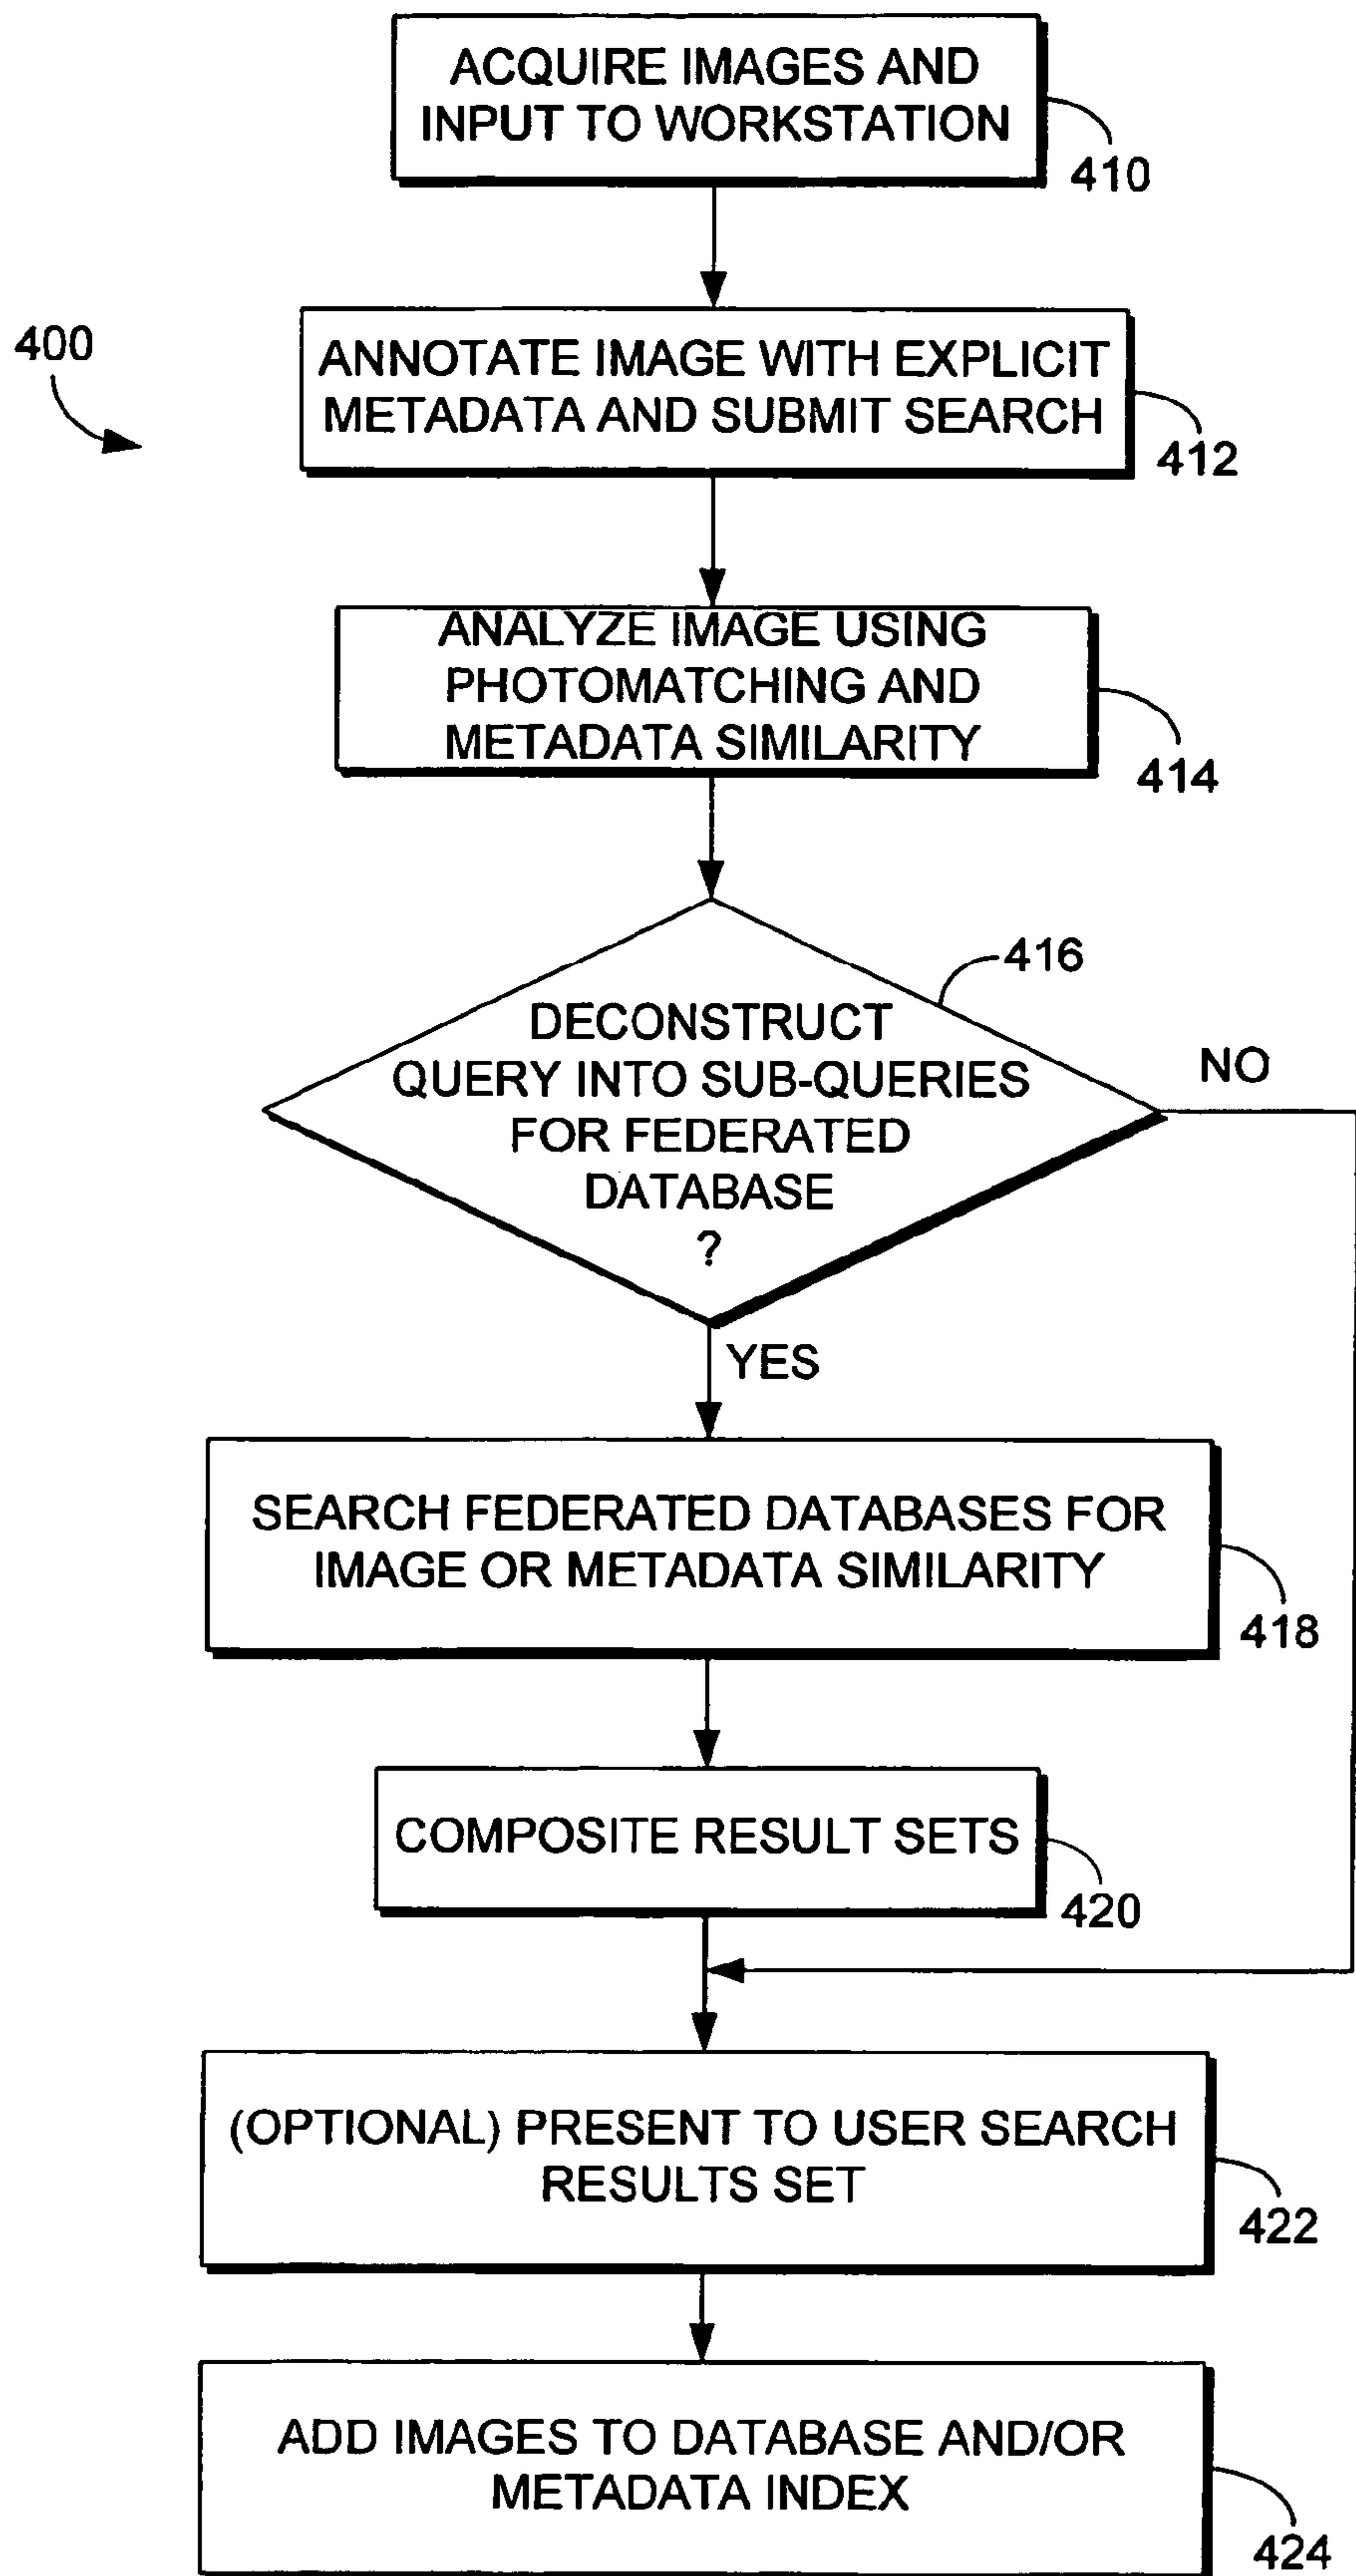 ACQUIRE IMAGES AND
INPUT TO WORKSTATION
410
400
ANNOTATE IMAGE WITH EXPLICIT
METADATA AND SUBMIT SEARCH
412
ANALYZE IMAGE USING
PHOTOMATCHING AND
METADATA SIMILARITY
414
416
DECONSTRUCT
QUERY INTO SUB-QUERIES
FOR FEDERATED
DATABASE
?
NO
YES
SEARCH FEDERATED DATABASES FOR
IMAGE OR METADATA SIMILARITY
418
COMPOSITE RESULT SETS
420
(OPTIONAL) PRESENT TO USER SEARCH
RESULTS SET
422
ADD IMAGES TO DATABASE AND/OR
METADATA INDEX
424